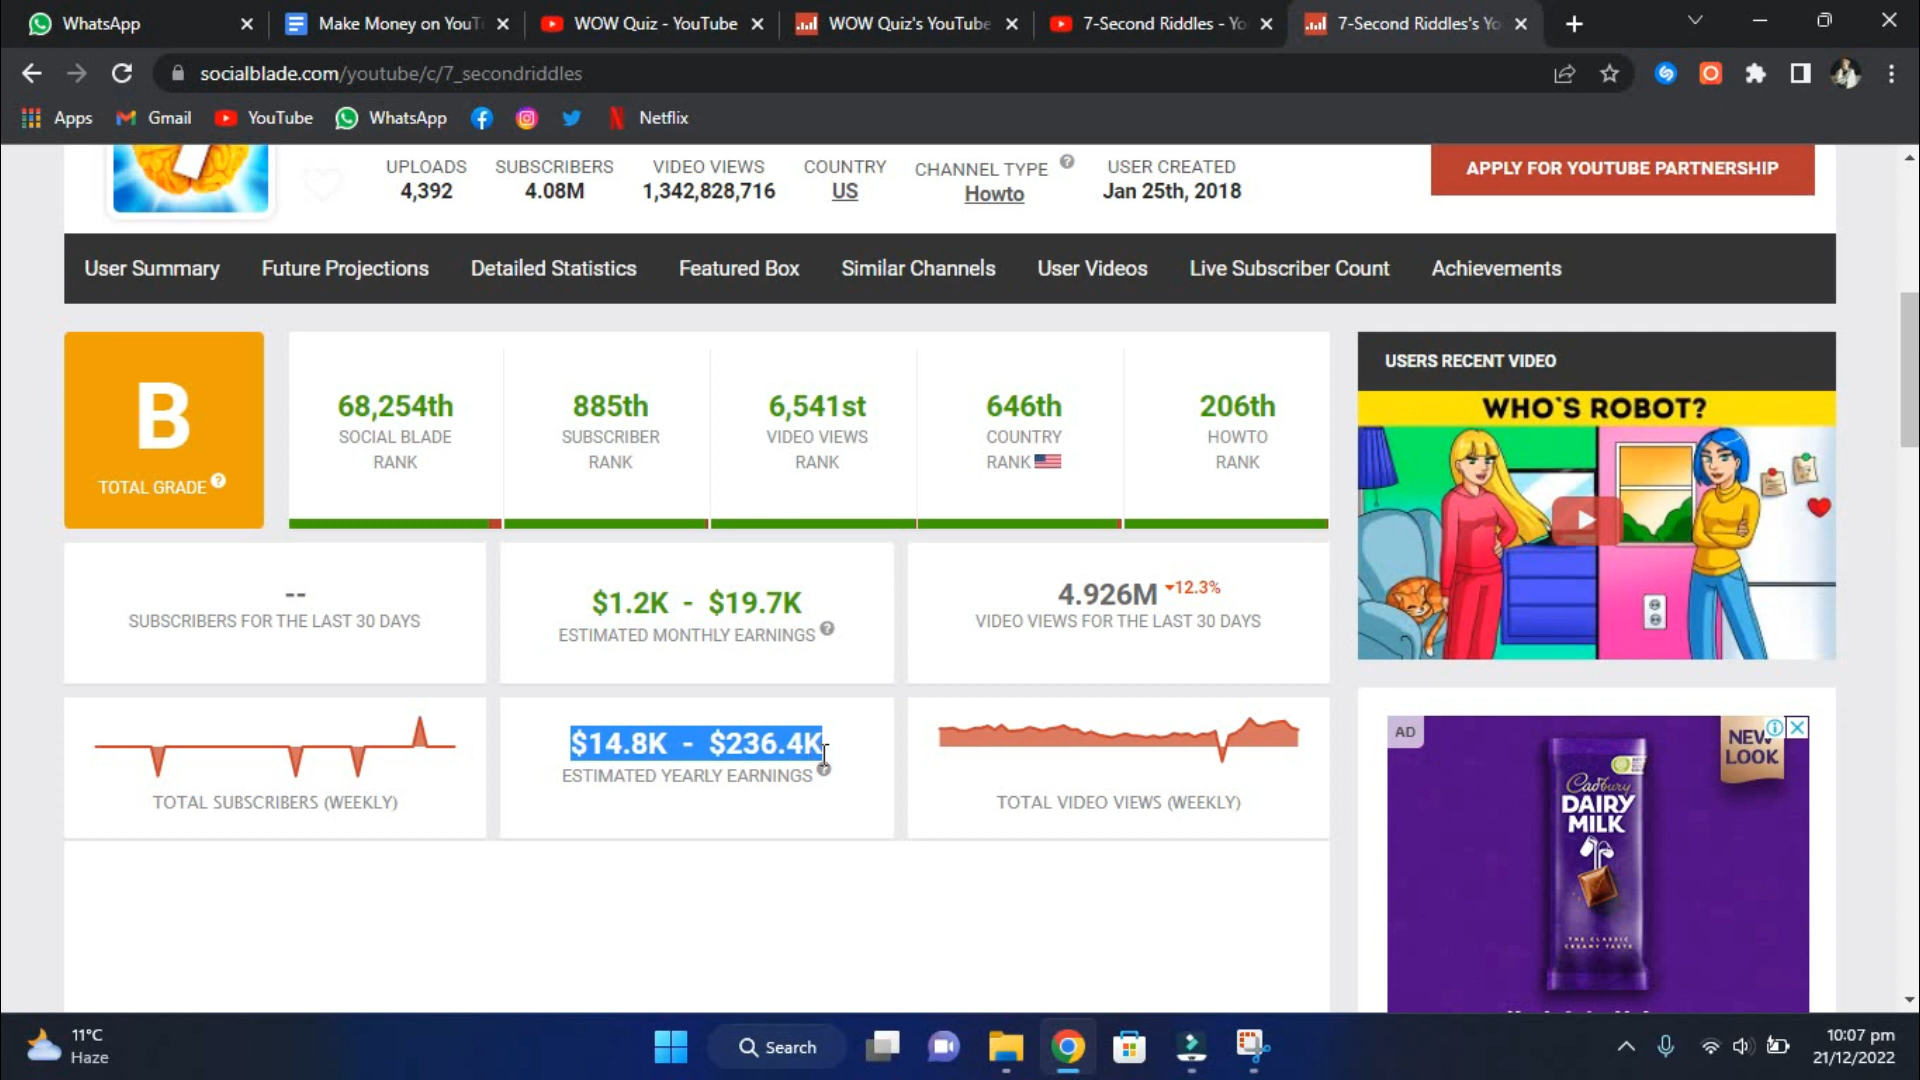 WhatsApp
Make Money on YouT
WOW Quiz - YouTube
WOW Quiz's YouTube
7-Second Riddles - Yo
7-Second Riddles's Yo
socialblade.com/youtube/c/7_secondriddles
Apps
Gmail
YouTube
WhatsApp
Netflix
UPLOADS
4,392
SUBSCRIBERS
4.08M
VIDEO VIEWS
1,342,828,716
COUNTRY
US
CHANNEL TYPE
Howto
USER CREATED
Jan 25th, 2018
APPLY FOR YOUTUBE PARTNERSHIP
User Summary
Future Projections
Detailed Statistics
Featured Box
Similar Channels
User Videos
Live Subscriber Count
Achievements
B
TOTAL GRADE
68,254th
SOCIAL BLADE
RANK
885th
SUBSCRIBER
RANK
6,541st
VIDEO VIEWS
RANK
646th
COUNTRY
RANK
206th
HOWTO
RANK
USERS RECENT VIDEO
WHO`S ROBOT?
--
SUBSCRIBERS FOR THE LAST 30 DAYS
$1.2K - $19.7K
ESTIMATED MONTHLY EARNINGS
4.926M 12.3%
VIDEO VIEWS FOR THE LAST 30 DAYS
TOTAL SUBSCRIBERS (WEEKLY)
$14.8K - $236.4K
ESTIMATED YEARLY EARNINGS
TOTAL VIDEO VIEWS (WEEKLY)
AD
NEW
LOOK
Cadbury
DAIRY
MILK
THE CLASSIC
CREAMY TASTE
11°C
Haze
Search
10:07 pm
21/12/2022